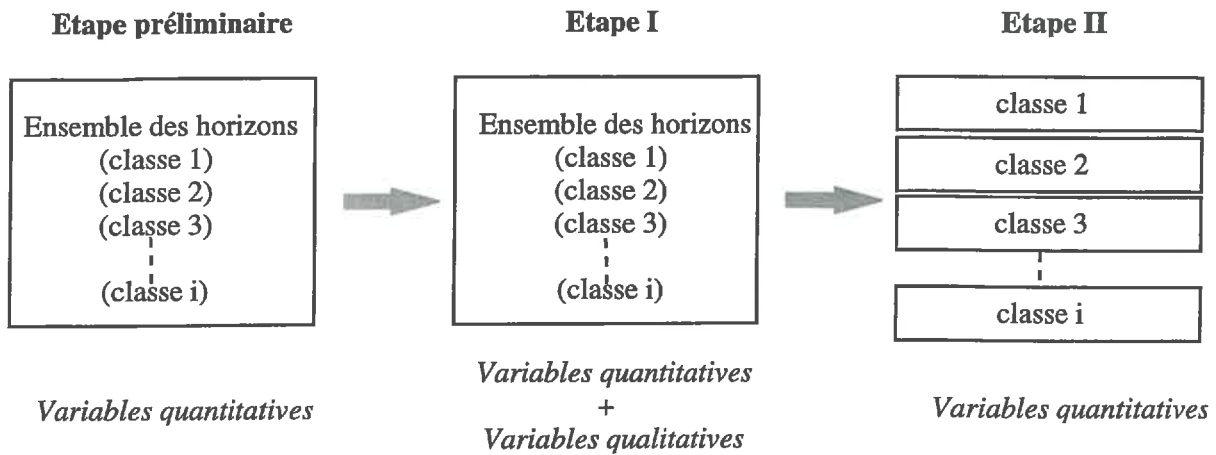 Etape préliminaire
Ensemble des horizons
(classe 1)
(classe 2)
(classe 3)
(classe i)
Variables quantitatives
Etape I
Ensemble des horizons
(classe 1)
(classe 2)
(classe 3)
(classe i)
Variables quantitatives
+
Variables qualitatives
Etape II
classe 1
classe 2
classe 3
classe i
Variables quantitatives